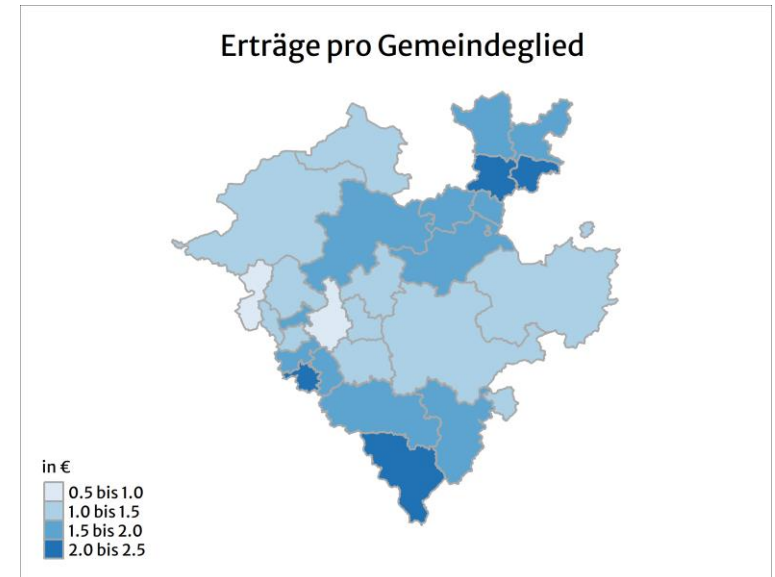 Erträge pro Gemeindeglied
in €
0.5 bis 1.0
1.0 bis 1.5
1.5 bis 2.0
2.0 bis 2.5